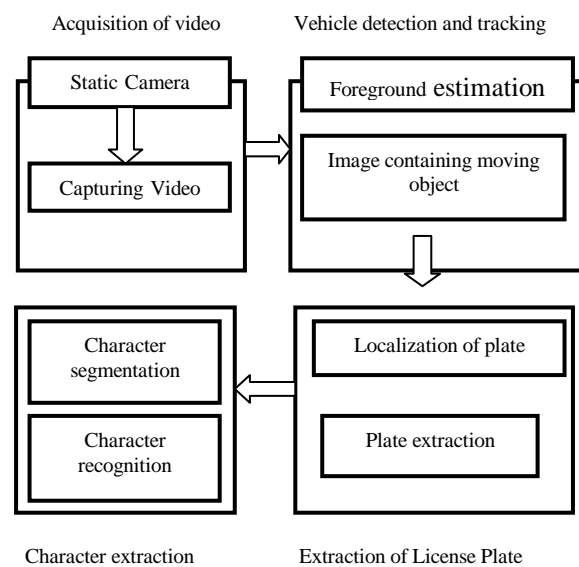 Acquisition of video
Vehicle detection and tracking
Static Camera
Capturing Video
Foreground estimation
Image containing moving
object
Character
segmentation
Character
recognition
Localization of plate
Plate extraction
Character extraction
Extraction of License Plate